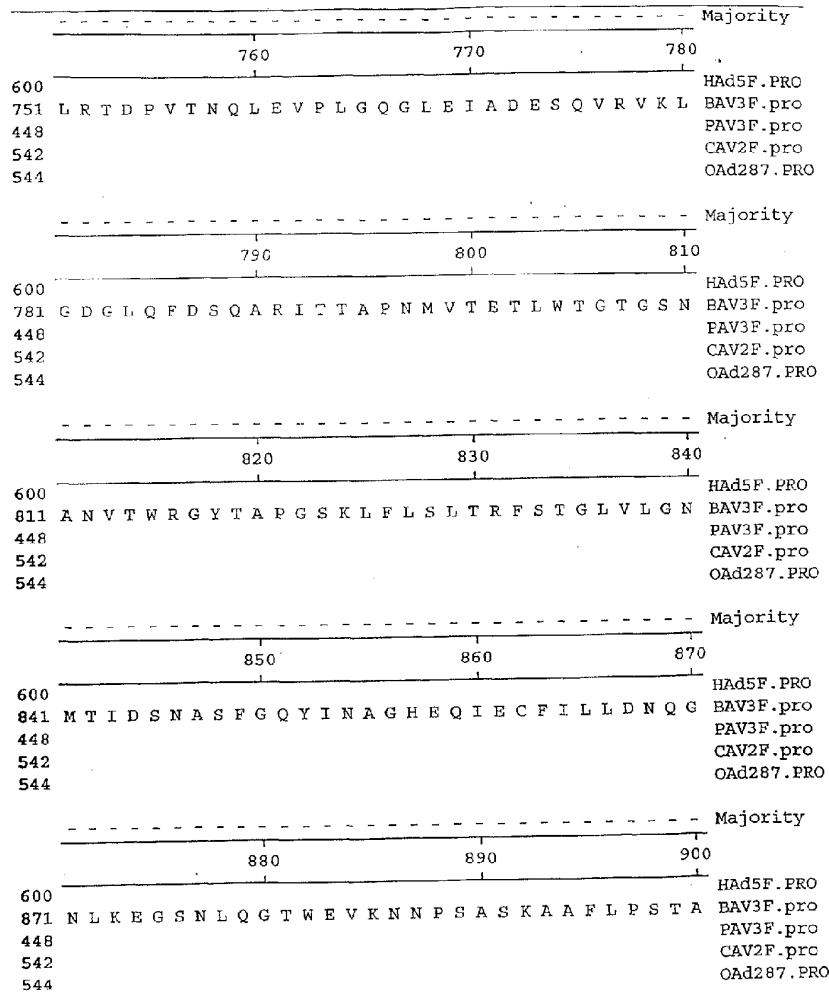 - - - - - - - - - - - - - - - - - - - - - - - - - - - - - - Majority
760 770 780
600 HAd5F.PRO
751 L R T D P V T N Q L E V P L G Q G L E I A D E S Q V R V K L BAV3F.pro
448 PAV3F.pro
542 CAV2F.pro
544 OAd287.PRO
- - - - - - - - - - - - - - - - - - - - - - - - - - - - - - Majority
790 800 810
600 HAd5F.PRO
781 G D G L Q F D S Q A R I T T A P N M V T E T L W T G T G S N BAV3F.pro
448 PAV3F.pro
542 CAV2F.pro
544 OAd287.PRO
- - - - - - - - - - - - - - - - - - - - - - - - - - - - - - Majority
820 830 840
600 HAd5F.PRO
811 A N V T W R G Y T A P G S K L F L S L T R F S T G L V L G N BAV3F.pro
448 PAV3F.pro
542 CAV2F.pro
544 OAd287.PRO
- - - - - - - - - - - - - - - - - - - - - - - - - - - - - - Majority
850 860 870
600 HAd5F.PRO
841 M T I D S N A S F G Q Y I N A G H E Q I E C F I L L D N Q G BAV3F.pro
448 PAV3F.pro
542 CAV2F.pro
544 OAd287.PRO
- - - - - - - - - - - - - - - - - - - - - - - - - - - - - - Majority
880 890 900
600 HAd5F.PRO
871 N L K E G S N L Q G T W E V K N N P S A S K A A F L P S T A BAV3F.pro
448 PAV3F.pro
542 CAV2F.pro
544 OAd287.PRO